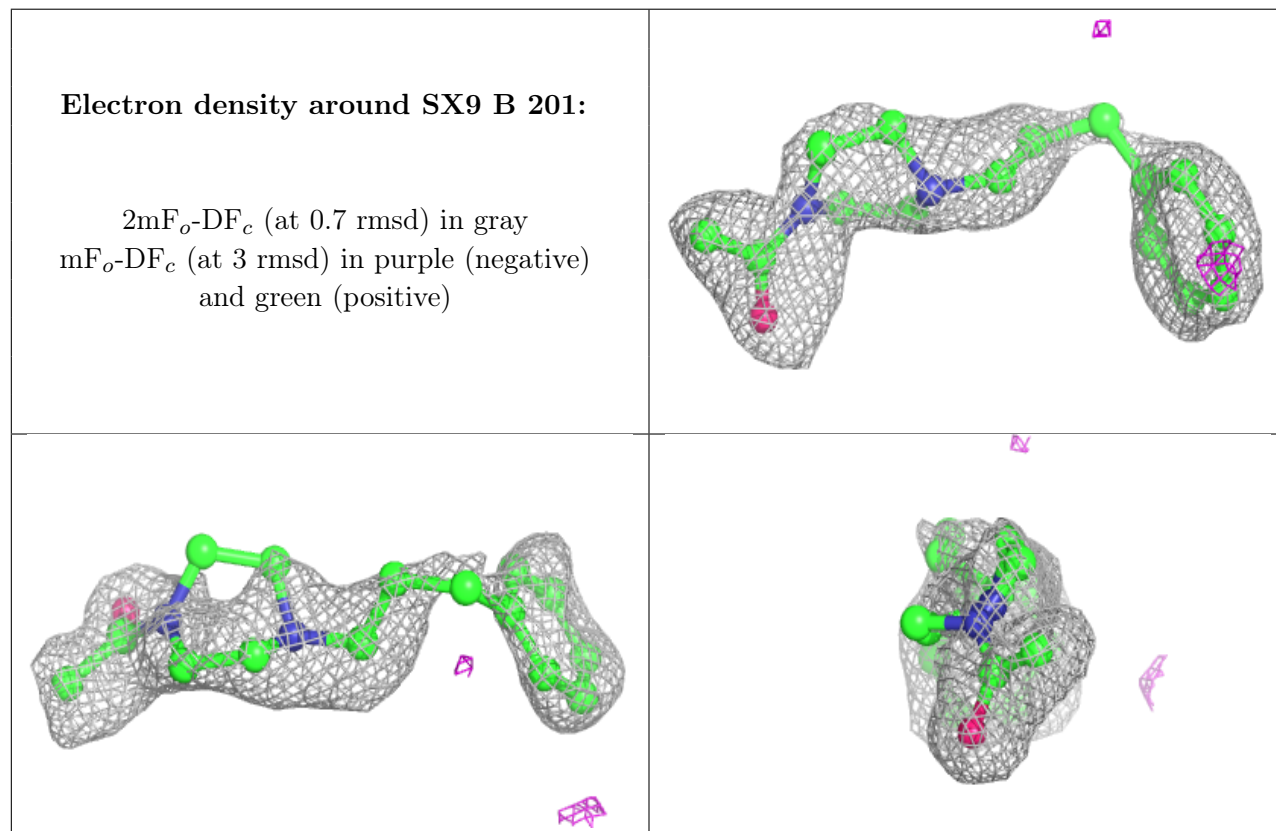 Electron density around SX9 B 201:
2mFo-DFc (at 0.7 rmsd) in gray
mFo-DFc (at 3 rmsd) in purple (negative)
and green (positive)